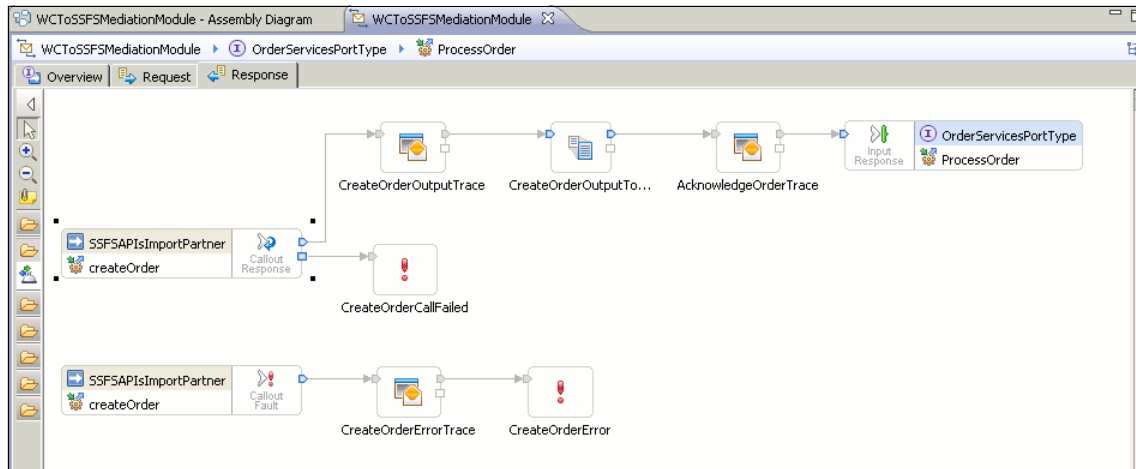 WCToSSFSMediationModule - Assembly Diagram
WCToSSFSMediationModule
WCToSSFSMediationModule
OrderServicesPortType
ProcessOrder
Overview
Request
Response
CreateOrderOutputTrace
CreateOrderOutputTo...
AcknowledgeOrderTrace
Input
Response
OrderServicesPortType
ProcessOrder
SSFSAPIsImportPartner
createOrder
Callout
Response
CreateOrderCallFailed
SSFSAPIsImportPartner
createOrder
Callout
Fault
CreateOrderErrorTrace
CreateOrderError